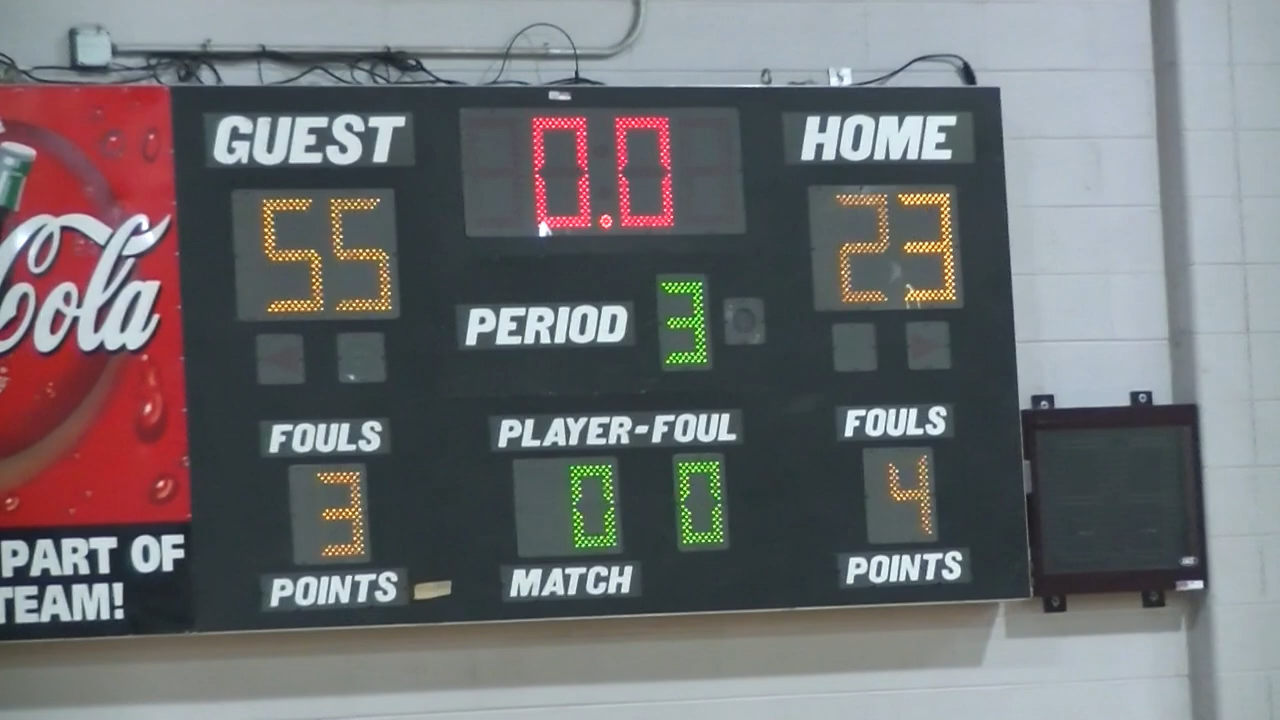 GUEST
0.0
HOME
55
23
PERIOD 3
Cola
FOULS
PLAYER-FOUL
FOULS
3
0 0
4
PART OF
TEAM!
POINTS
MATCH
POINTS